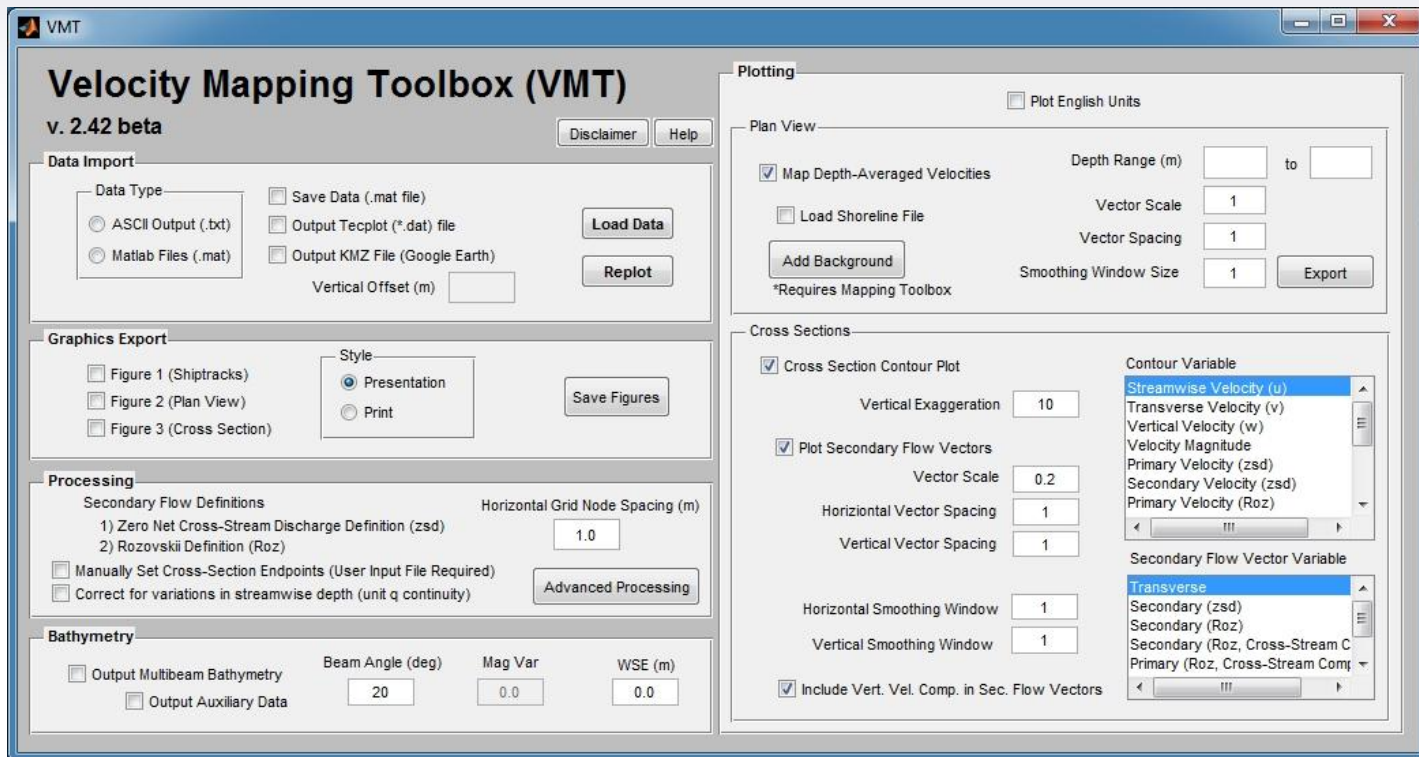 VMT
Velocity Mapping Toolbox (VMT)
v. 2.42 beta
Disclaimer
Help
Data Import
Data Type
ASCII Output (.txt)
Matlab Files (.mat)
Save Data (.mat file)
Output Tecplot (*.dat) file
Output KMZ File (Google Earth)
Vertical Offset (m)
Load Data
Replot
Graphics Export
Figure 1 (Shiptracks)
Figure 2 (Plan View)
Figure 3 (Cross Section)
Style
Presentation
Print
Save Figures
Processing
Secondary Flow Definitions
1) Zero Net Cross-Stream Discharge Definition (zsd)
2) Rozovskii Definition (Roz)
Horizontal Grid Node Spacing (m)
1.0
Manually Set Cross-Section Endpoints (User Input File Required)
Correct for variations in streamwise depth (unit q continuity)
Advanced Processing
Bathymetry
Output Multibeam Bathymetry
Output Auxiliary Data
Beam Angle (deg)
20
Mag Var
0.0
WSE (m)
0.0
Plotting
Plot English Units
Plan View
Map Depth-Averaged Velocities
Load Shoreline File
Add Background
*Requires Mapping Toolbox
Depth Range (m)
to
Vector Scale
1
Vector Spacing
1
Smoothing Window Size
1
Export
Cross Sections
Cross Section Contour Plot
Vertical Exaggeration
10
Plot Secondary Flow Vectors
Vector Scale
0.2
Horiziontal Vector Spacing
1
Vertical Vector Spacing
1
Horizontal Smoothing Window
1
Vertical Smoothing Window
1
Include Vert. Vel. Comp. in Sec. Flow Vectors
Contour Variable
Streamwise Velocity (u)
Transverse Velocity (v)
Vertical Velocity (w)
Velocity Magnitude
Primary Velocity (zsd)
Secondary Velocity (zsd)
Primary Velocity (Roz)
Secondary Flow Vector Variable
Transverse
Secondary (zsd)
Secondary (Roz)
Secondary (Roz, Cross-Stream C
Primary (Roz, Cross-Stream Comp